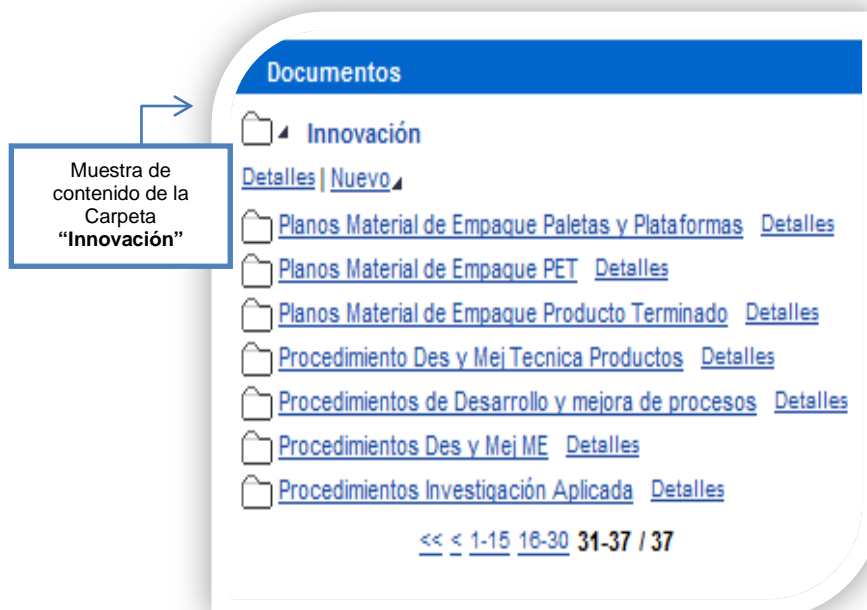 Documentos
Innovación
Detalles | Nuevo
Muestra de
contenido de la
Carpeta
“Innovación”
Planos Material de Empaque Paletas y Plataformas Detalles
Planos Material de Empaque PET Detalles
Planos Material de Empaque Producto Terminado Detalles
Procedimiento Des y Mej Tecnica Productos Detalles
Procedimientos de Desarrollo y mejora de procesos Detalles
Procedimientos Des y Mej ME Detalles
Procedimientos Investigación Aplicada Detalles
<< < 1-15 16-30 31-37 / 37